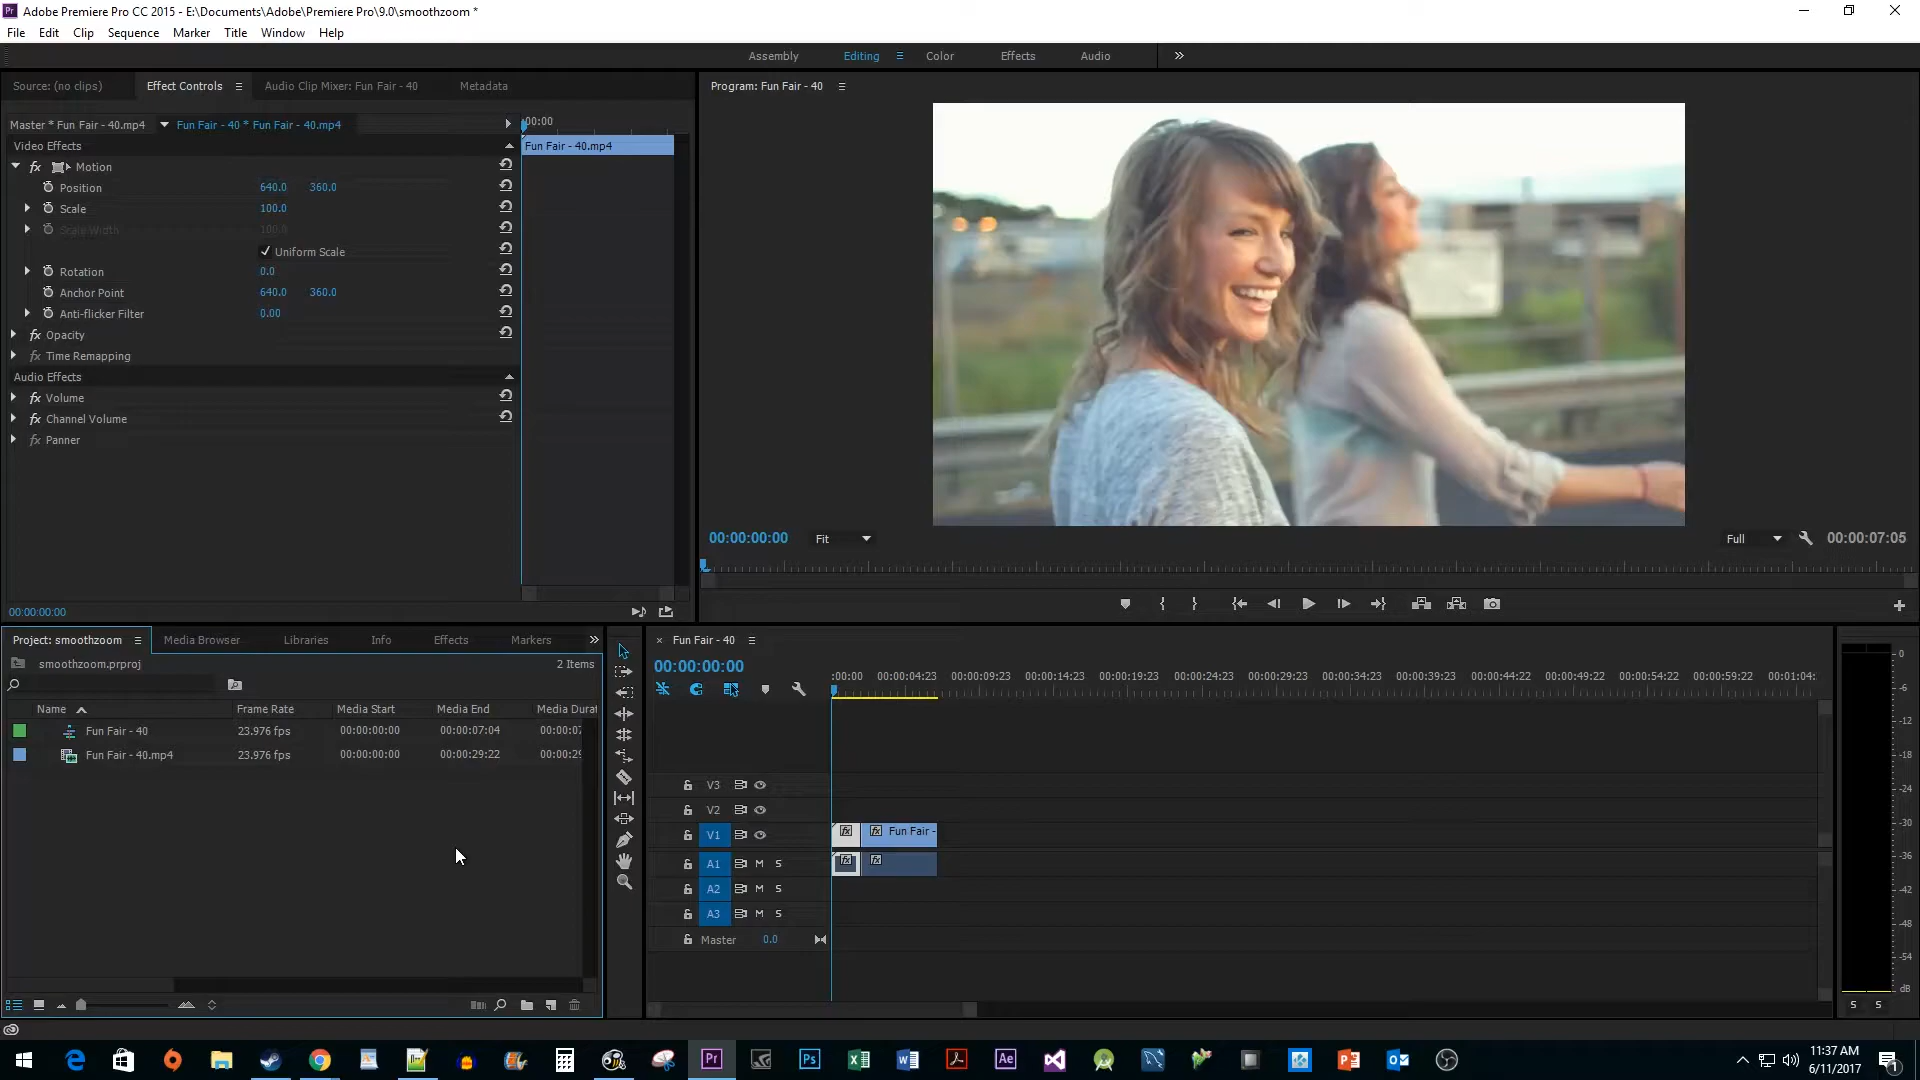 Adobe Premiere Pro CC 2015 - E:\Documents\Adobe\Premiere Pro\9.0\smoothzoom *
File Edit Clip Sequence Marker Title Window Help
Assembly Editing Color Effects Audio
Source: (no clips) Effect Controls Audio Clip Mixer: Fun Fair - 40 Metadata
Program: Fun Fair - 40
Master * Fun Fair - 40.mp4 Fun Fair - 40 * Fun Fair - 40.mp4
:00:00
Video Effects
Fun Fair - 40.mp4
fx Motion
Position 640.0 360.0
Scale 100.0
Scale Width 100.0
Uniform Scale
Rotation 0.0
Anchor Point 640.0 360.0
Anti-flicker Filter 0.00
fx Opacity
fx Time Remapping
Audio Effects
fx Volume
fx Channel Volume
fx Panner
00:00:00:00
00:00:00:00 Fit Full 00:00:07:05
Project: smoothzoom Media Browser Libraries Info Effects Markers
smoothzoom.prproj 2 Items
Name Frame Rate Media Start Media End Media Durat
Fun Fair - 40 23.976 fps 00:00:00:00 00:00:07:04 00:00:07
Fun Fair - 40.mp4 23.976 fps 00:00:00:00 00:00:29:22 00:00:29
Fun Fair - 40
00:00:00:00
:00:00 00:00:04:23 00:00:09:23 00:00:14:23 00:00:19:23 00:00:24:23 00:00:29:23 00:00:34:23 00:00:39:23 00:00:44:22 00:00:49:22 00:00:54:22 00:00:59:22 00:01:04:
V3
V2
V1 fx fx Fun Fair -
A1 M S fx fx
A2 M S
A3 M S
Master 0.0
0
-6
-12
-18
-24
-30
-36
-42
-48
-54
dB
S S
Pr Ps Ae
11:37 AM
6/11/2017
1